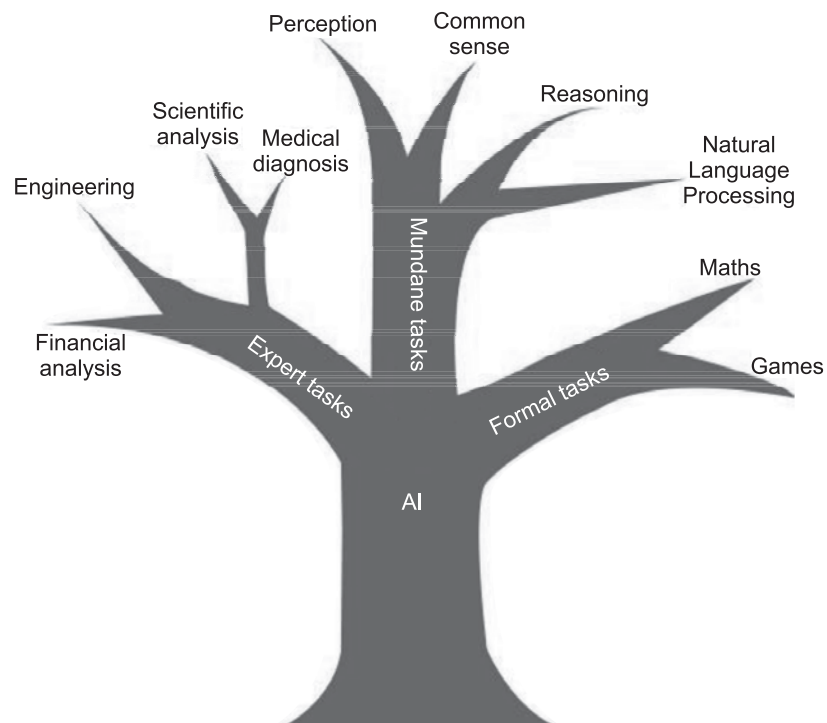 Perception
Common
sense
Reasoning
Scientific
analysis
Medical
diagnosis
Natural
Language
Processing
Engineering
Mundane tasks
Maths
Financial
analysis
Expert tasks
Formal tasks
Games
AI